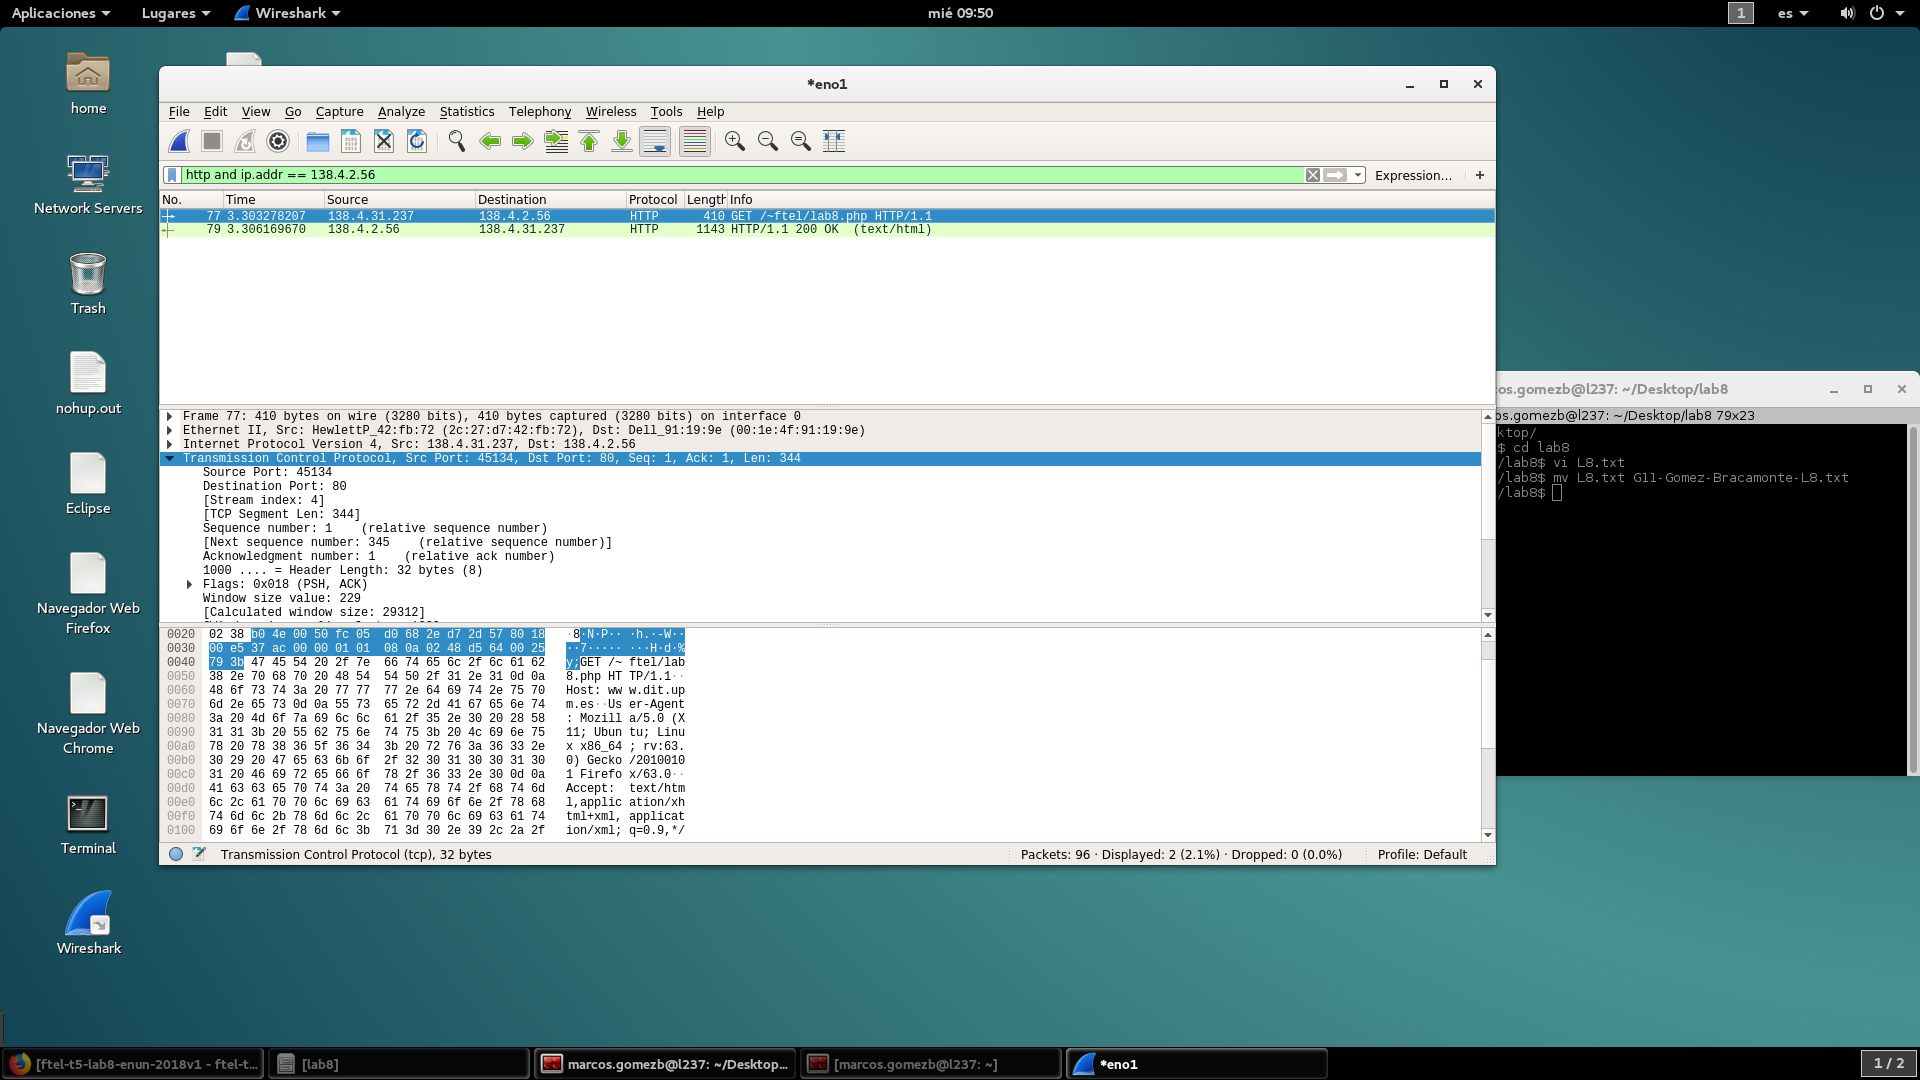 Aplicaciones Lugares Wireshark mié 09:50 1 es
home
Network Servers
Trash
nohup.out
Eclipse
Navegador Web Firefox
Navegador Web Chrome
Terminal
Wireshark
*eno1
File Edit View Go Capture Analyze Statistics Telephony Wireless Tools Help
http and ip.addr == 138.4.2.56 Expression… +
No. Time Source Destination Protocol Length Info
77 3.303278207 138.4.31.237 138.4.2.56 HTTP 410 GET /~ftel/lab8.php HTTP/1.1
79 3.306169670 138.4.2.56 138.4.31.237 HTTP 1143 HTTP/1.1 200 OK (text/html)
Frame 77: 410 bytes on wire (3280 bits), 410 bytes captured (3280 bits) on interface 0
Ethernet II, Src: HewlettP_42:fb:72 (2c:27:d7:42:fb:72), Dst: Dell_91:19:9e (00:1e:4f:91:19:9e)
Internet Protocol Version 4, Src: 138.4.31.237, Dst: 138.4.2.56
Transmission Control Protocol, Src Port: 45134, Dst Port: 80, Seq: 1, Ack: 1, Len: 344
Source Port: 45134
Destination Port: 80
[Stream index: 4]
[TCP Segment Len: 344]
Sequence number: 1 (relative sequence number)
[Next sequence number: 345 (relative sequence number)]
Acknowledgment number: 1 (relative ack number)
1000 .... = Header Length: 32 bytes (8)
Flags: 0x018 (PSH, ACK)
Window size value: 229
[Calculated window size: 29312]
0020 02 38 b0 4e 00 50 fc 05 d0 68 2e d7 2d 57 80 18 ·8·N·P·· ·h.·-W··
0030 00 e5 37 ac 00 00 01 01 08 0a 02 48 d5 64 00 25 ··7····· ···H·d·%
0040 79 3b 47 45 54 20 2f 7e 66 74 65 6c 2f 6c 61 62 y;GET /~ ftel/lab
0050 38 2e 70 68 70 20 48 54 54 50 2f 31 2e 31 0d 0a 8.php HT TP/1.1··
0060 48 6f 73 74 3a 20 77 77 77 2e 64 69 74 2e 75 70 Host: ww w.dit.up
0070 6d 2e 65 73 0d 0a 55 73 65 72 2d 41 67 65 6e 74 m.es··Us er-Agent
0080 3a 20 4d 6f 7a 69 6c 6c 61 2f 35 2e 30 20 28 58 : Mozill a/5.0 (X
0090 31 31 3b 20 55 62 75 6e 74 75 3b 20 4c 69 6e 75 11; Ubun tu; Linu
00a0 78 20 78 38 36 5f 36 34 3b 20 72 76 3a 36 33 2e x x86_64 ; rv:63.
00b0 30 29 20 47 65 63 6b 6f 2f 32 30 31 30 30 31 30 0) Gecko /2010010
00c0 31 20 46 69 72 65 66 6f 78 2f 36 33 2e 30 0d 0a 1 Firefo x/63.0··
00d0 41 63 63 65 70 74 3a 20 74 65 78 74 2f 68 74 6d Accept: text/htm
00e0 6c 2c 61 70 70 6c 69 63 61 74 69 6f 6e 2f 78 68 l,applic ation/xh
00f0 74 6d 6c 2b 78 6d 6c 2c 61 70 70 6c 69 63 61 74 tml+xml, applicat
0100 69 6f 6e 2f 78 6d 6c 3b 71 3d 30 2e 39 2c 2a 2f ion/xml; q=0.9,*/
Transmission Control Protocol (tcp), 32 bytes Packets: 96 · Displayed: 2 (2.1%) · Dropped: 0 (0.0%) Profile: Default
os.gomezb@l237: ~/Desktop/lab8
os.gomezb@l237: ~/Desktop/lab8 79x23
ktop/
$ cd lab8
/lab8$ vi L8.txt
/lab8$ mv L8.txt G11-Gomez-Bracamonte-L8.txt
/lab8$
[ftel-t5-lab8-enun-2018v1 - ftel-t… [lab8] marcos.gomezb@l237: ~/Desktop… [marcos.gomezb@l237: ~] *eno1 1 / 2